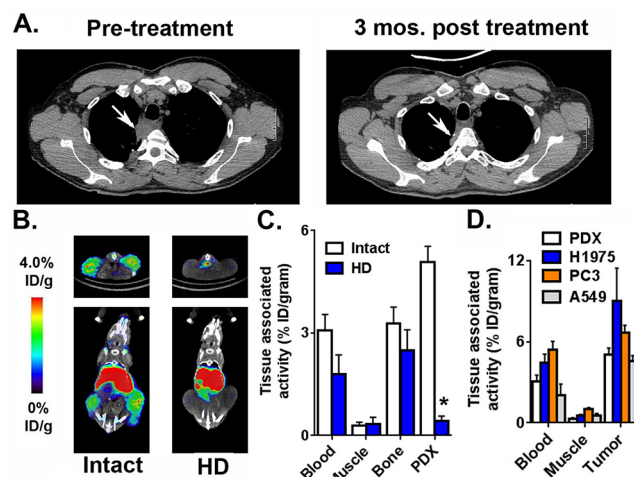 A.
Pre-treatment
3 mos. post treatment
B.
4.0%
ID/g
0%
ID/g
Intact
HD
C.
Tissue associated
activity (% ID/gram)
6
3
0
Intact
HD
*
Blood
Muscle
Bone
PDX
D.
Tissue associated
activity (% ID/gram)
12
6
0
PDX
H1975
PC3
A549
Blood
Muscle
Tumor